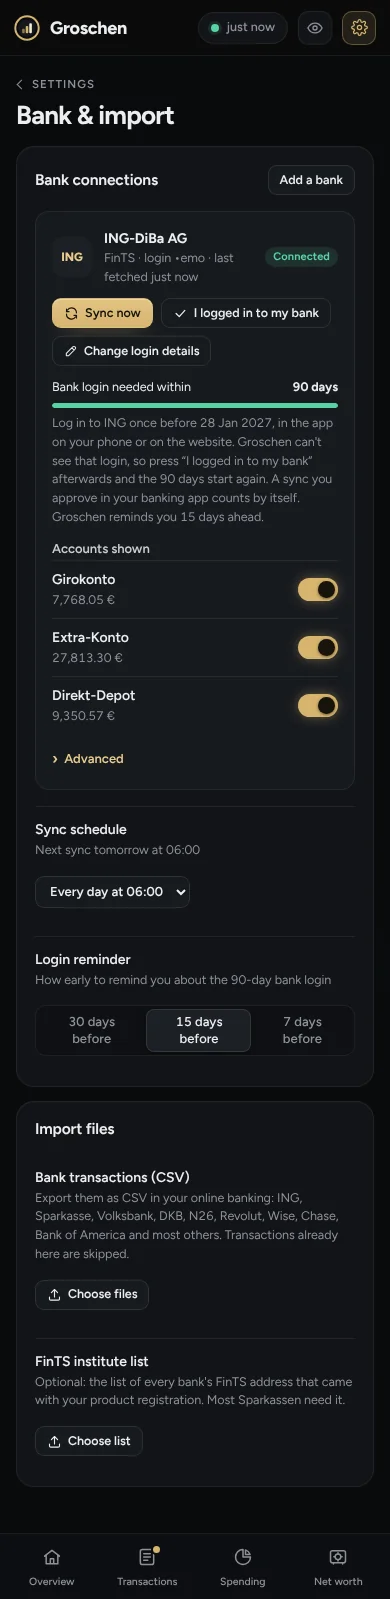 Groschen
just now
SETTINGS
Bank & import
Bank connections
Add a bank
ING
ING-DiBa AG
FinTS · login •emo · last
fetched just now
Connected
Sync now
I logged in to my bank
Change login details
Bank login needed within
90 days
Log in to ING once before 28 Jan 2027, in the app
on your phone or on the website. Groschen can't
see that login, so press “I logged in to my bank”
afterwards and the 90 days start again. A sync you
approve in your banking app counts by itself.
Groschen reminds you 15 days ahead.
Accounts shown
Girokonto
7,768.05 €
Extra-Konto
27,813.30 €
Direkt-Depot
9,350.57 €
Advanced
Sync schedule
Next sync tomorrow at 06:00
Every day at 06:00
Login reminder
How early to remind you about the 90-day bank login
30 days
before
15 days
before
7 days
before
Import files
Bank transactions (CSV)
Export them as CSV in your online banking: ING,
Sparkasse, Volksbank, DKB, N26, Revolut, Wise, Chase,
Bank of America and most others. Transactions already
here are skipped.
Choose files
FinTS institute list
Optional: the list of every bank's FinTS address that came
with your product registration. Most Sparkassen need it.
Choose list
Overview
Transactions
Spending
Net worth